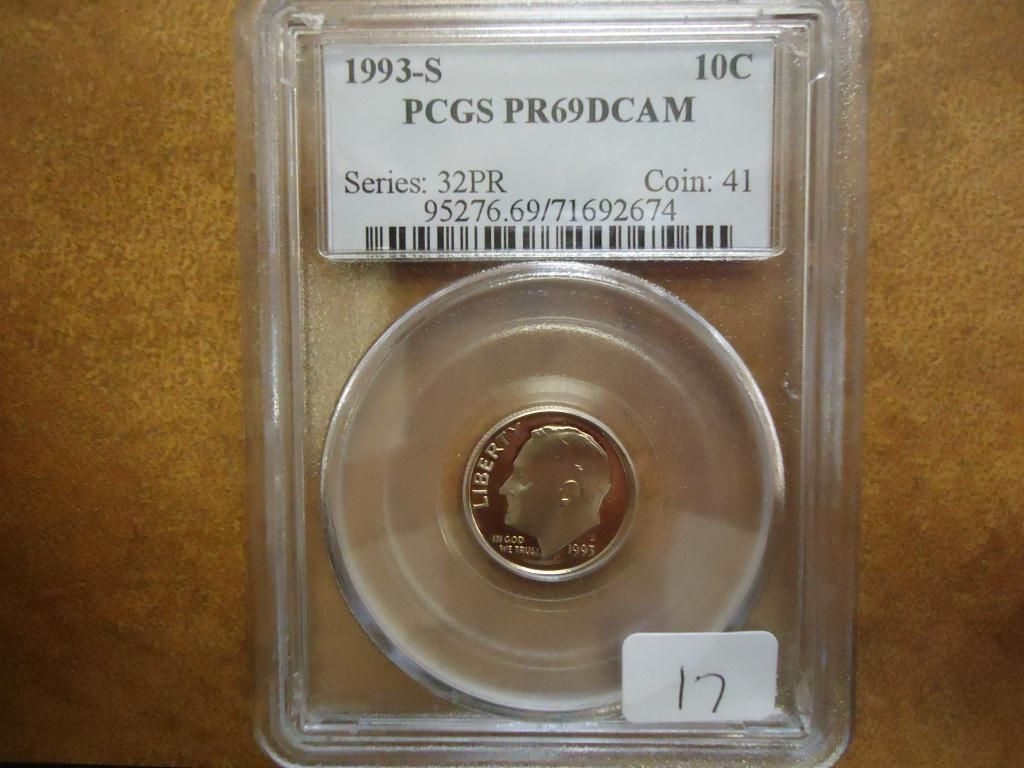 1993-S 10C
PCGS PR69DCAM
Series: 32PR Coin: 41
95276.69/71692674
LIBERTY
IN GOD
WE TRUST
1993
S
17